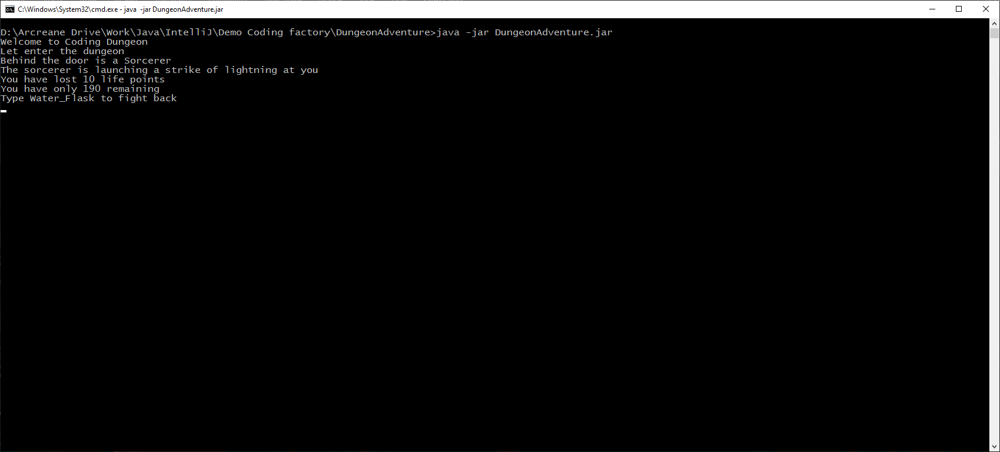 C:\Windows\System32\cmd.exe - java  -jar DungeonAdventure.jar
D:\Arcreane Drive\Work\Java\IntelliJ\Demo Coding factory\DungeonAdventure>java -jar DungeonAdventure.jar
Welcome to Coding Dungeon
Let enter the dungeon
Behind the door is a Sorcerer
The sorcerer is launching a strike of lightning at you
You have lost 10 life points
You have only 190 remaining
Type Water_Flask to fight back